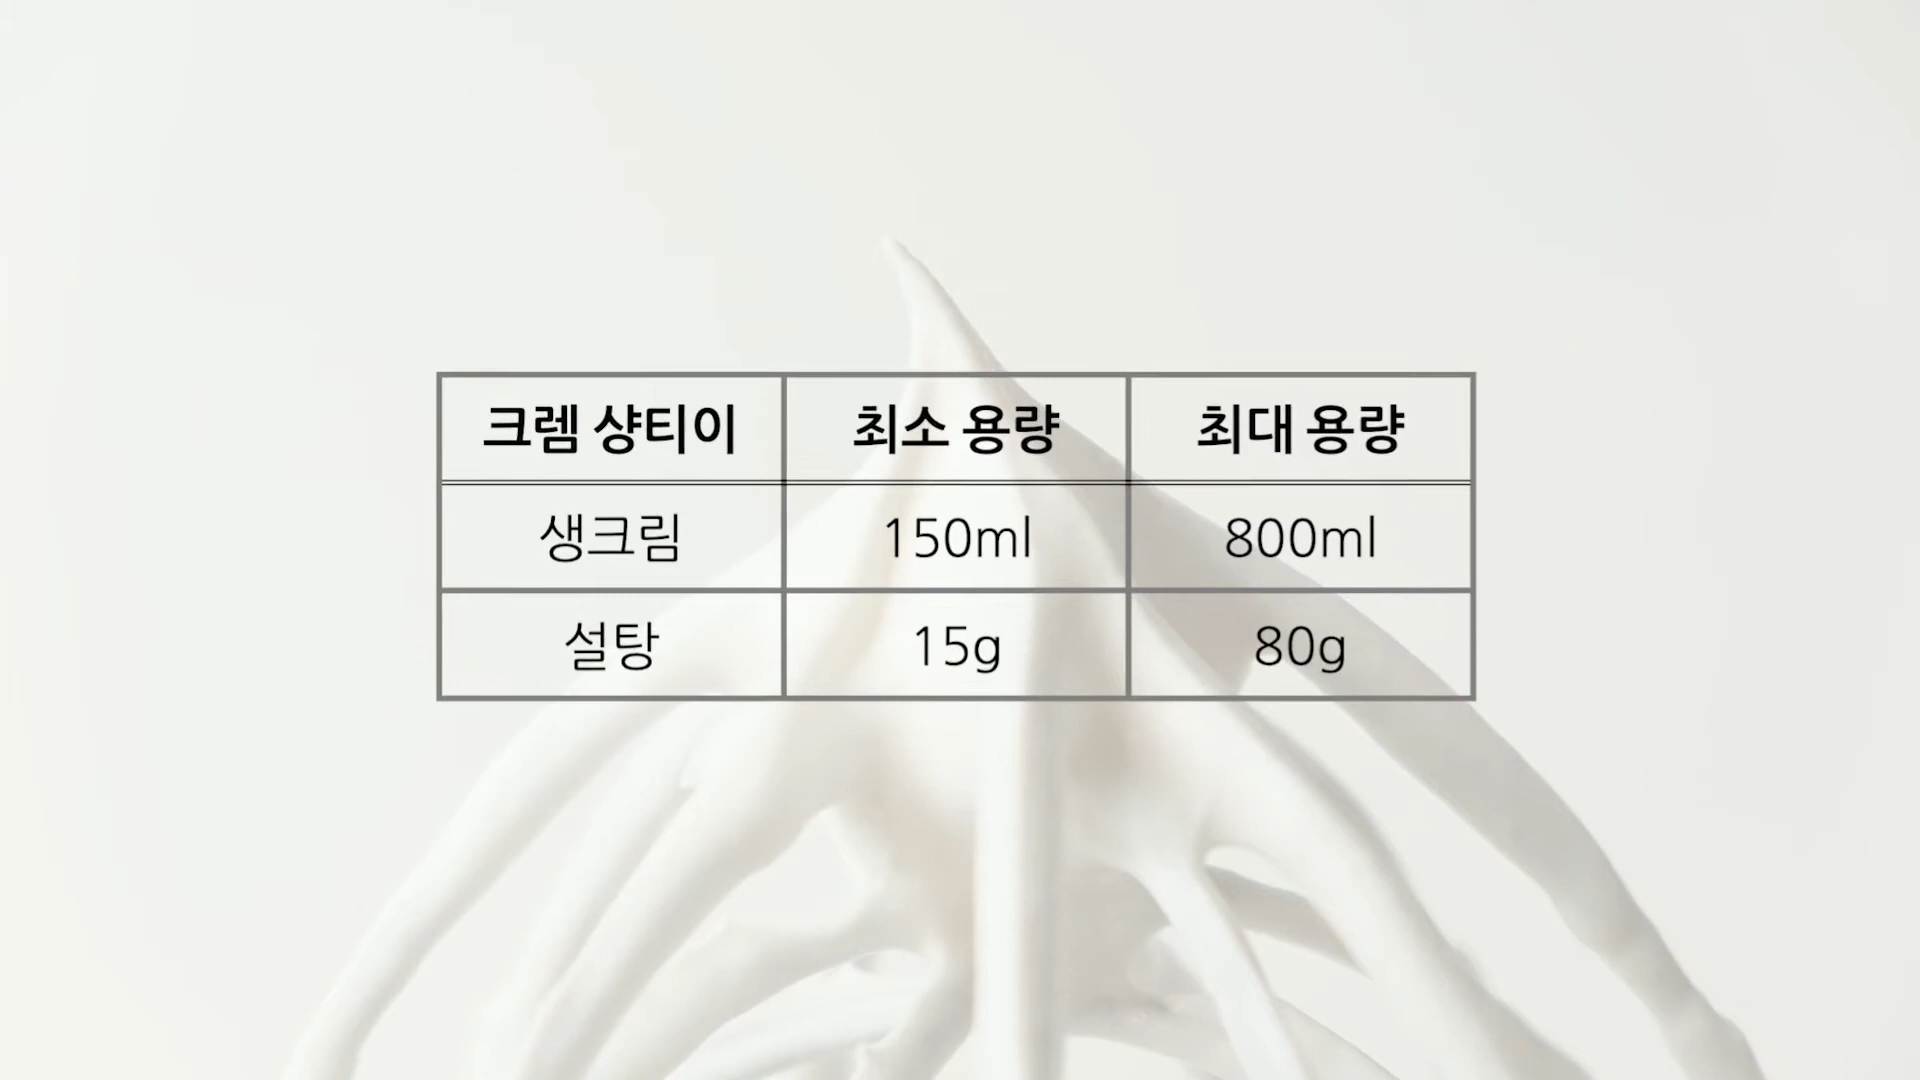 크렘 샹티이 최소 용량 최대 용량
생크림 150ml 800ml
설탕 15g 80g